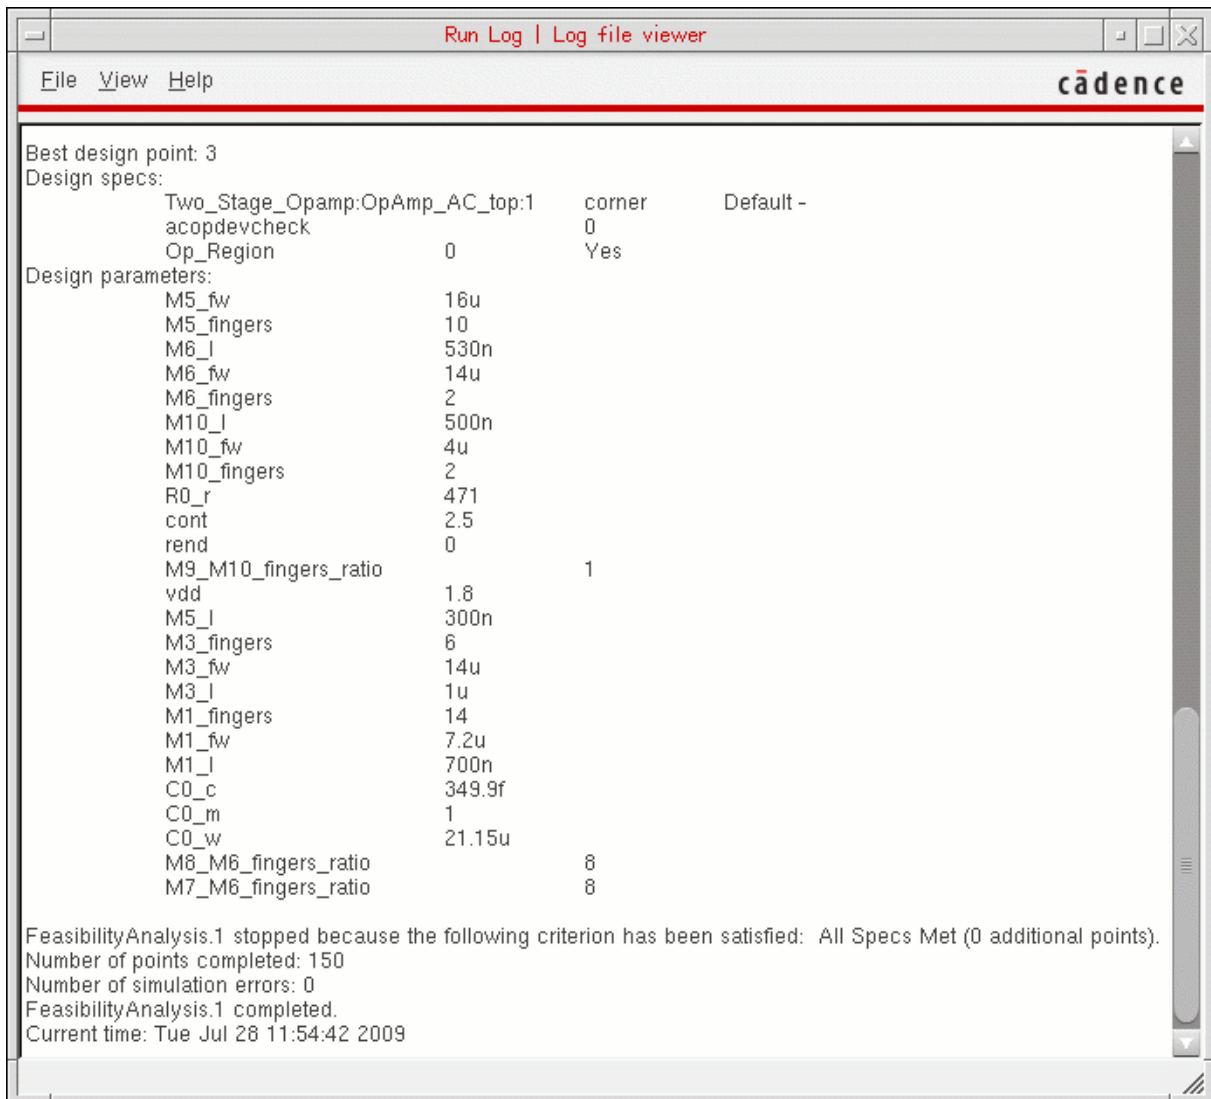 Run Log | Log file viewer
File View Help
cādence
Best design point: 3
Design specs:
Two_Stage_Opamp:OpAmp_AC_top:1 corner Default -
acopdevcheck 0
Op_Region 0 Yes
Design parameters:
M5_fw 16u
M5_fingers 10
M6_l 530n
M6_fw 14u
M6_fingers 2
M10_l 500n
M10_fw 4u
M10_fingers 2
R0_r 471
cont 2.5
rend 0
M9_M10_fingers_ratio 1
vdd 1.8
M5_l 300n
M3_fingers 6
M3_fw 14u
M3_l 1u
M1_fingers 14
M1_fw 7.2u
M1_l 700n
C0_c 349.9f
C0_m 1
C0_w 21.15u
M8_M6_fingers_ratio 8
M7_M6_fingers_ratio 8
FeasibilityAnalysis.1 stopped because the following criterion has been satisfied: All Specs Met (0 additional points).
Number of points completed: 150
Number of simulation errors: 0
FeasibilityAnalysis.1 completed.
Current time: Tue Jul 28 11:54:42 2009